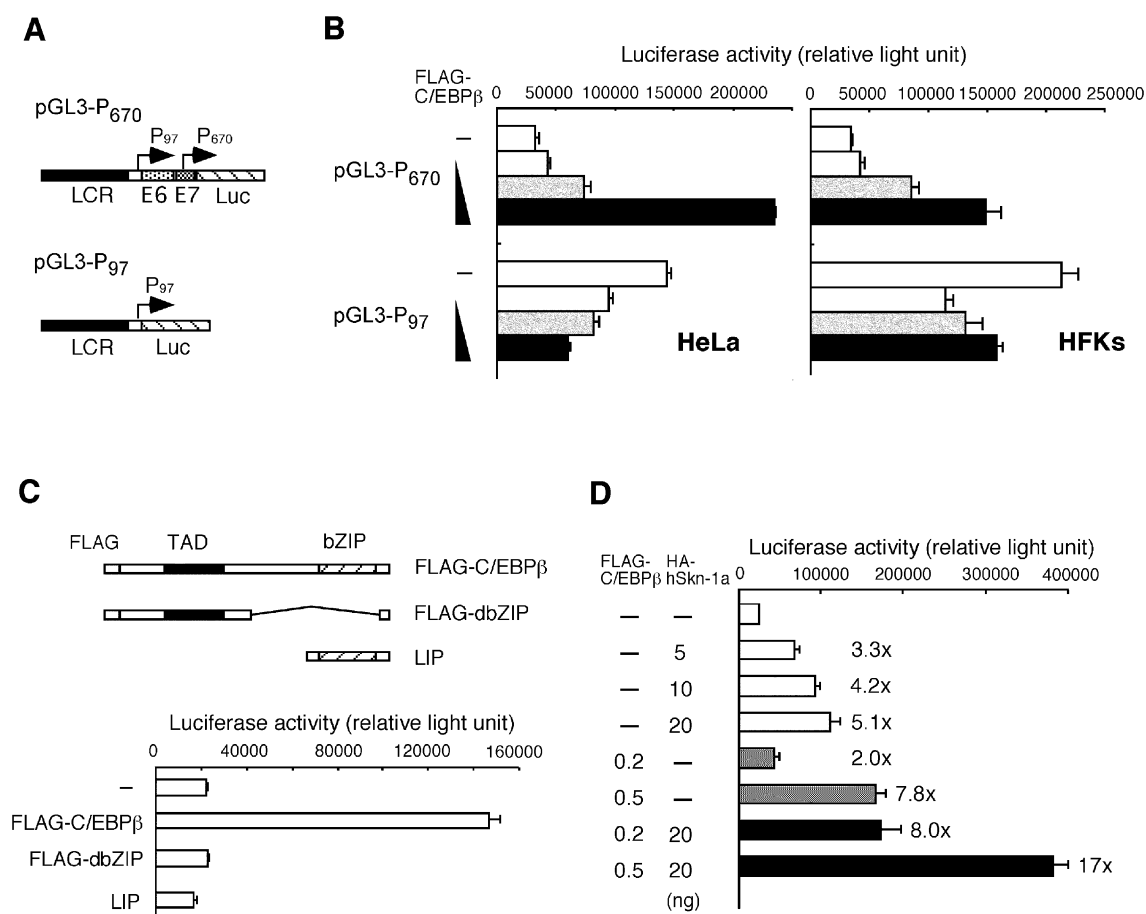 A
pGL3-P670
P97 P670
LCR E6 E7 Luc
pGL3-P97
P97
LCR Luc
B
Luciferase activity (relative light unit)
FLAG-
C/EBPβ
0 50000 100000 150000 200000
0 50000 100000 150000 200000 250000
–
pGL3-P670
–
pGL3-P97
HeLa
HFKs
C
FLAG TAD bZIP
FLAG-C/EBPβ
FLAG-dbZIP
LIP
Luciferase activity (relative light unit)
0 40000 80000 120000 160000
–
FLAG-C/EBPβ
FLAG-dbZIP
LIP
D
Luciferase activity (relative light unit)
FLAG- HA-
C/EBPβ hSkn-1a
0 100000 200000 300000 400000
– –
– 5 3.3x
– 10 4.2x
– 20 5.1x
0.2 – 2.0x
0.5 – 7.8x
0.2 20 8.0x
0.5 20 17x
(ng)